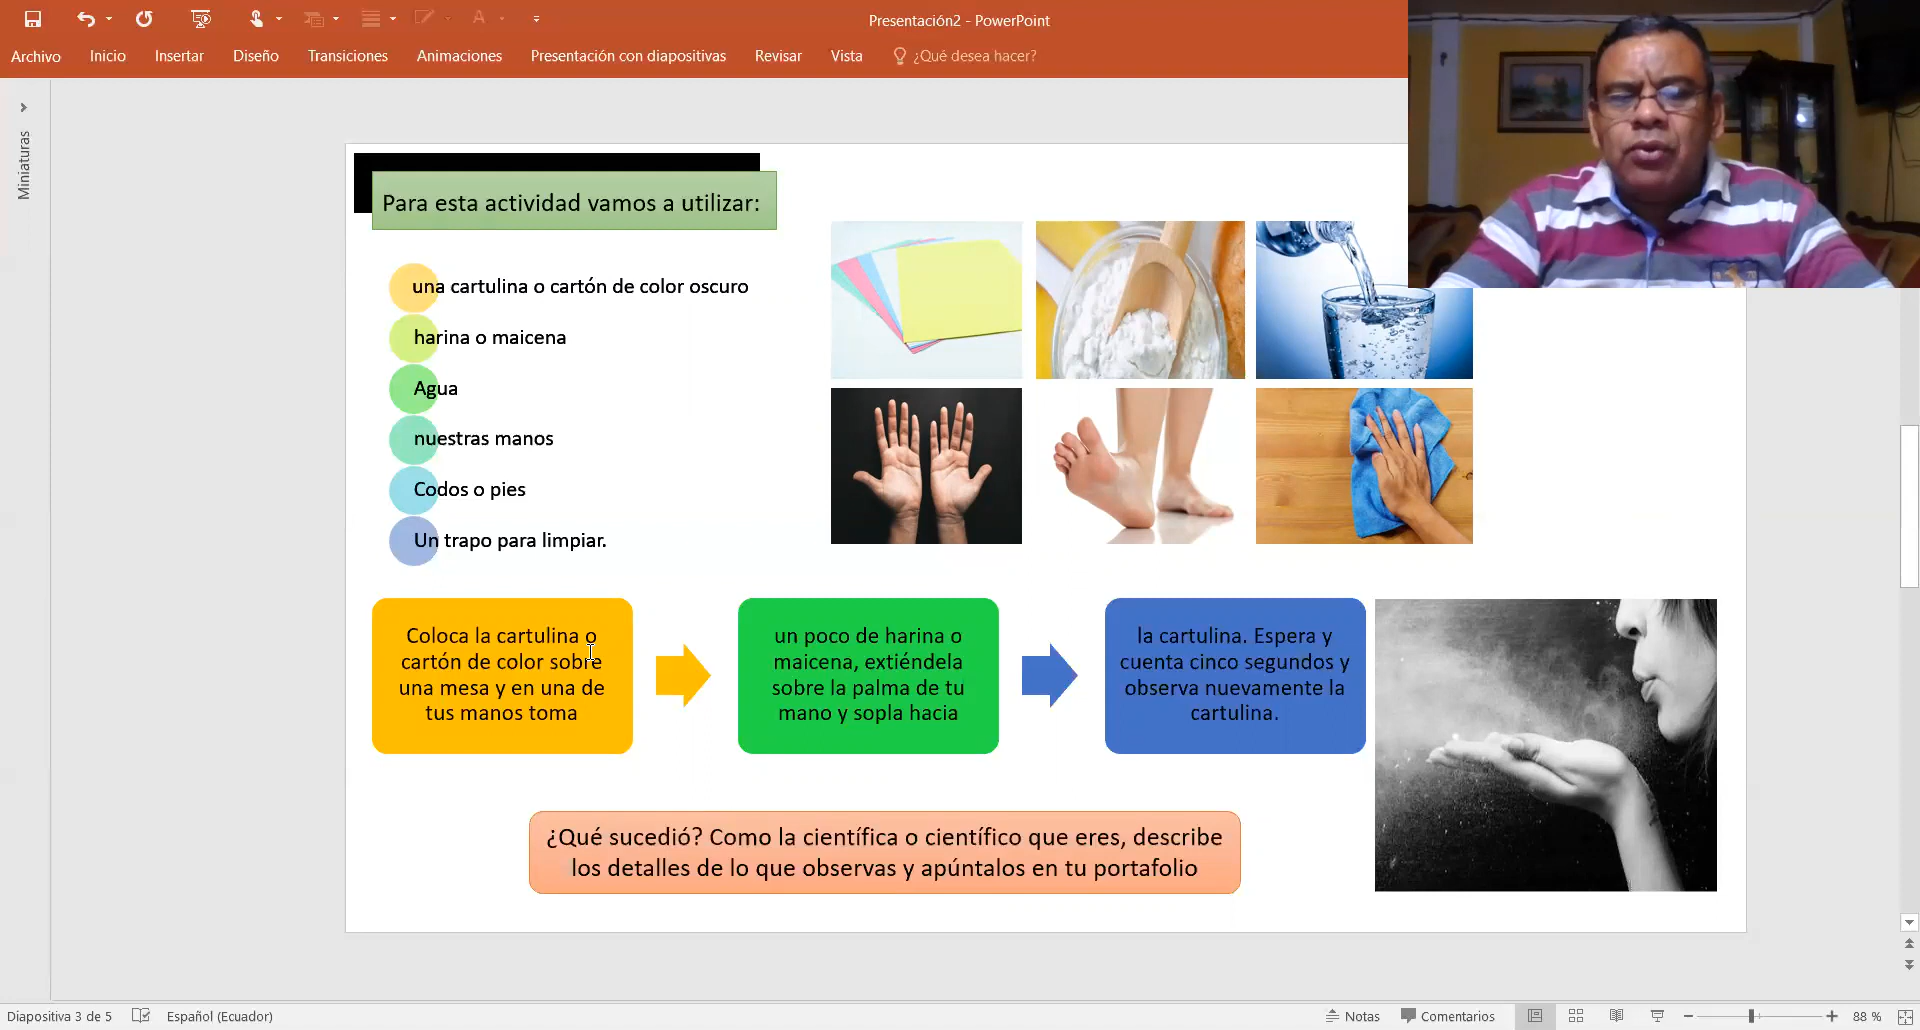 Presentación2 - PowerPoint
Archivo Inicio Insertar Diseño Transiciones Animaciones Presentación con diapositivas Revisar Vista ¿Qué desea hacer?
Miniaturas
Para esta actividad vamos a utilizar:
una cartulina o cartón de color oscuro
harina o maicena
Agua
nuestras manos
Codos o pies
Un trapo para limpiar.
Coloca la cartulina o
cartón de color sobre
una mesa y en una de
tus manos toma
un poco de harina o
maicena, extiéndela
sobre la palma de tu
mano y sopla hacia
la cartulina. Espera y
cuenta cinco segundos y
observa nuevamente la
cartulina.
¿Qué sucedió? Como la científica o científico que eres, describe
los detalles de lo que observas y apúntalos en tu portafolio
Diapositiva 3 de 5 Español (Ecuador) Notas Comentarios 88 %